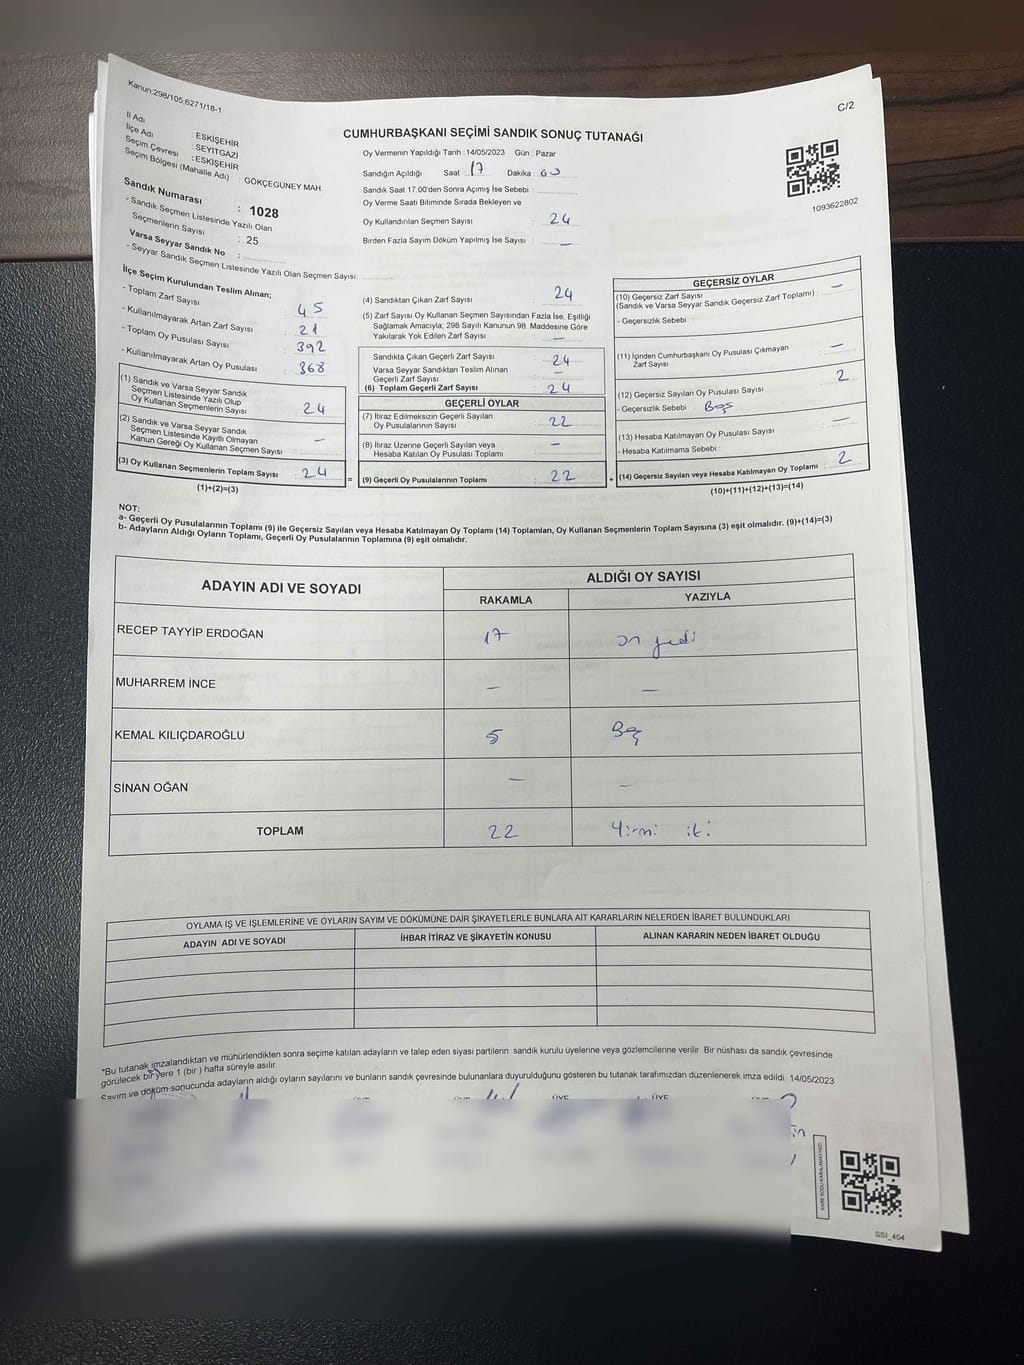 Kanun:298/105,6271/18-1
C/2
CUMHURBAŞKANI SEÇİMİ SANDIK SONUÇ TUTANAĞI
İl Adı : ESKİŞEHİR
İlçe Adı : SEYİTGAZİ
Seçim Çevresi : ESKİŞEHİR
Seçim Bölgesi (Mahalle Adı) : GÖKÇEGÜNEY MAH.
Sandık Numarası : 1028
- Sandık Seçmen Listesinde Yazılı Olan
Seçmenlerin Sayısı : 25
Varsa Seyyar Sandık No :
- Seyyar Sandık Seçmen Listesinde Yazılı Olan Seçmen Sayısı:
Oy Vermenin Yapıldığı Tarih :14/05/2023 Gün : Pazar
Sandığın Açıldığı Saat : 17 Dakika : 00
Sandık Saat 17.00'den Sonra Açımış İse Sebebi :
Oy Verme Saati Bitiminde Sırada Bekleyen ve
Oy Kullandırılan Seçmen Sayısı : 24
Birden Fazla Sayım Döküm Yapılmış İse Sayısı : —
1093622802
İlçe Seçim Kurulundan Teslim Alınan;
- Toplam Zarf Sayısı : 45
- Kullanılmayarak Artan Zarf Sayısı : 21
- Toplam Oy Pusulası Sayısı : 392
- Kullanılmayarak Artan Oy Pusulası : 368
(1) Sandık ve Varsa Seyyar Sandık
Seçmen Listesinde Yazılı Olup
Oy Kullanan Seçmenlerin Sayısı : 24
(2) Sandık ve Varsa Seyyar Sandık
Seçmen Listesinde Kayıtlı Olmayan
Kanun Gereği Oy Kullanan Seçmen Sayısı : —
(3) Oy Kullanan Seçmenlerin Toplam Sayısı : 24
(1)+(2)=(3)
(4) Sandıktan Çıkan Zarf Sayısı : 24
(5) Zarf Sayısı Oy Kullanan Seçmen Sayısından Fazla İse, Eşitliği
Sağlamak Amacıyla, 298 Sayılı Kanunun 98. Maddesine Göre
Yakılarak Yok Edilen Zarf Sayısı : —
Sandıkta Çıkan Geçerli Zarf Sayısı : 24
Varsa Seyyar Sandıktan Teslim Alınan
Geçerli Zarf Sayısı : —
(6) Toplam Geçerli Zarf Sayısı : 24
GEÇERLİ OYLAR
(7) İtiraz Edilmeksizin Geçerli Sayılan
Oy Pusulalarının Sayısı : 22
(8) İtiraz Üzerine Geçerli Sayılan veya
Hesaba Katılan Oy Pusulası Toplamı : —
= (9) Geçerli Oy Pusulalarının Toplamı : 22
GEÇERSİZ OYLAR
(10) Geçersiz Zarf Sayısı
(Sandık ve Varsa Seyyar Sandık Geçersiz Zarf Toplamı) : —
- Geçersizlik Sebebi :
(11) İçinden Cumhurbaşkanı Oy Pusulası Çıkmayan
Zarf Sayısı : —
(12) Geçersiz Sayılan Oy Pusulası Sayısı : 2
- Geçersizlik Sebebi : Boş
(13) Hesaba Katılmayan Oy Pusulası Sayısı : —
- Hesaba Katılmama Sebebi :
+ (14) Geçersiz Sayılan veya Hesaba Katılmayan Oy Toplamı : 2
(10)+(11)+(12)+(13)=(14)
NOT:
a- Geçerli Oy Pusulalarının Toplamı (9) ile Geçersiz Sayılan veya Hesaba Katılmayan Oy Toplamı (14) Toplamları, Oy Kullanan Seçmenlerin Toplam Sayısına (3) eşit olmalıdır. (9)+(14)=(3)
b- Adayların Aldığı Oyların Toplamı, Geçerli Oy Pusulalarının Toplamına (9) eşit olmalıdır.
ADAYIN ADI VE SOYADI ALDIĞI OY SAYISI
RAKAMLA YAZIYLA
RECEP TAYYİP ERDOĞAN 17 on yedi
MUHARREM İNCE — —
KEMAL KILIÇDAROĞLU 5 Beş
SİNAN OĞAN — —
TOPLAM 22 Yirmi iki
OYLAMA İŞ VE İŞLEMLERİNE VE OYLARIN SAYIM VE DÖKÜMÜNE DAİR ŞİKAYETLERLE BUNLARA AİT KARARLARIN NELERDEN İBARET BULUNDUKLARI
ADAYIN ADI VE SOYADI İHBAR İTİRAZ VE ŞİKAYETİN KONUSU ALINAN KARARIN NEDEN İBARET OLDUĞU
*Bu tutanak imzalandıktan ve mühürlendikten sonra seçime katılan adayların ve talep eden siyasi partilerin sandık kurulu üyelerine veya gözlemcilerine verilir. Bir nüshası da sandık çevresinde
görülecek bir yere 1 (bir) hafta süreyle asılır.
Sayım ve döküm sonucunda adayların aldığı oyların sayılarını ve bunların sandık çevresinde bulunanlara duyurulduğunu gösteren bu tutanak tarafımızdan düzenlenerek imza edildi. 14/05/2023
ÜYE ÜYE
SSI_404